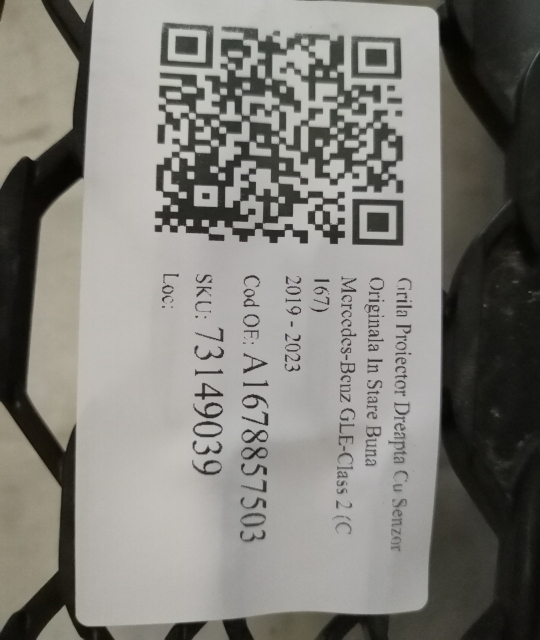 Grila Proiector Dreapta Cu Senzor
Originala In Stare Buna
Mercedes-Benz GLE-Class 2 (C
167)
2019 - 2023
Cod OE: A1678857503
SKU: 73149039
Loc: